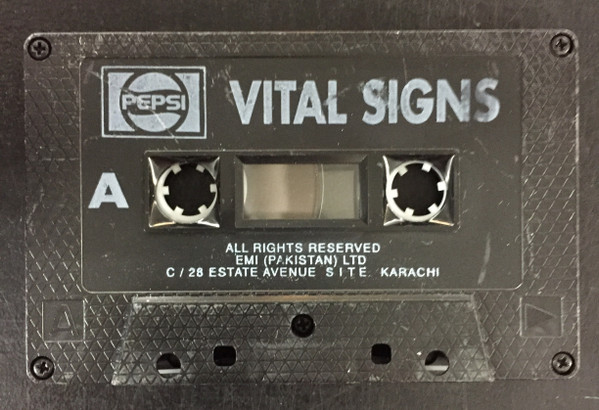 PEPSI
VITAL SIGNS
A
ALL RIGHTS RESERVED
EMI (PAKISTAN) LTD
C / 28 ESTATE AVENUE S I T E. KARACHI
A